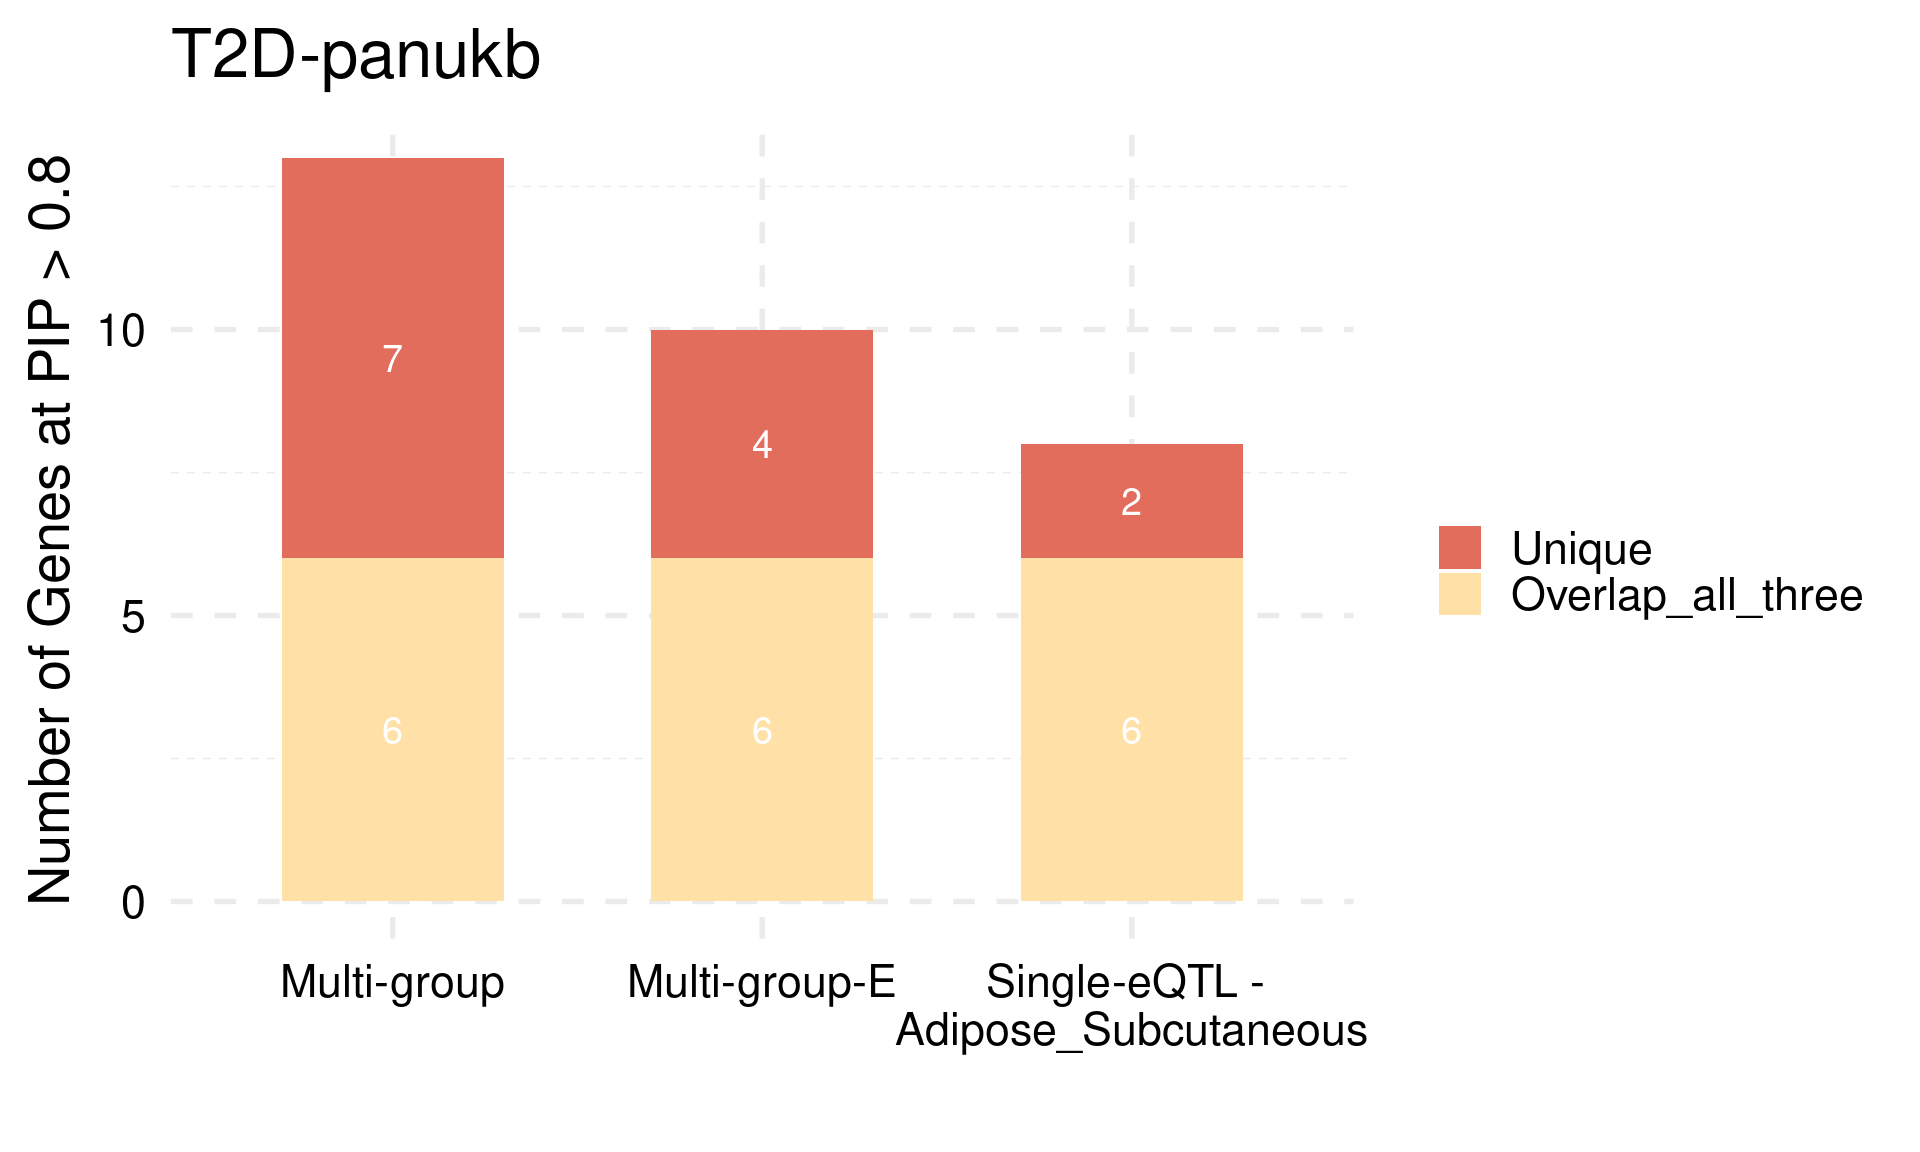 T2D-panukb
Number of Genes at PIP > 0.8
10
5
0
7
4
2
6
6
6
Multi-group
Multi-group-E
Single-eQTL -
Adipose_Subcutaneous
Unique
Overlap_all_three